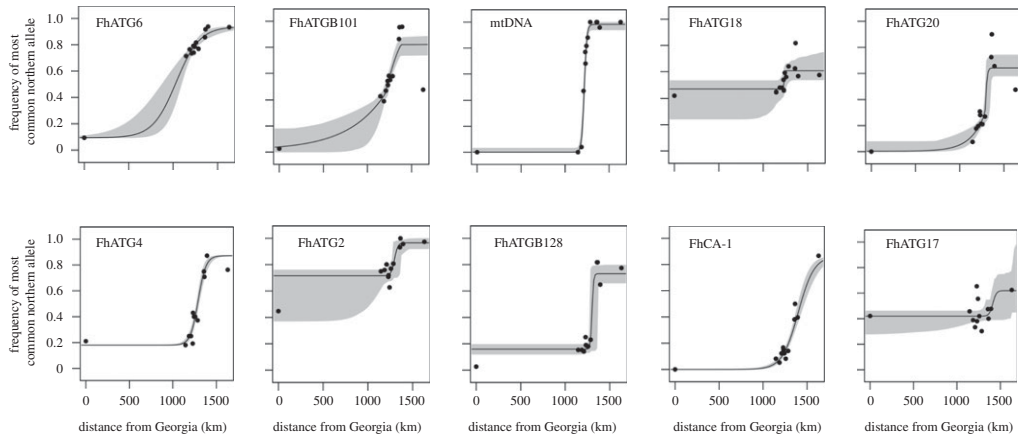 FhATG6 FhATGB101 mtDNA FhATG18 FhATG20
frequency of most
common northern allele
1.0
0.8
0.6
0.4
0.2
0
0 500 1000 1500
FhATG4 FhATG2 FhATGB128 FhCA-1 FhATG17
frequency of most
common northern allele
1.0
0.8
0.6
0.4
0.2
0
0 500 1000 1500 0 500 1000 1500 0 500 1000 1500 0 500 1000 1500 0 500 1000 1500
distance from Georgia (km) distance from Georgia (km) distance from Georgia (km) distance from Georgia (km) distance from Georgia (km)